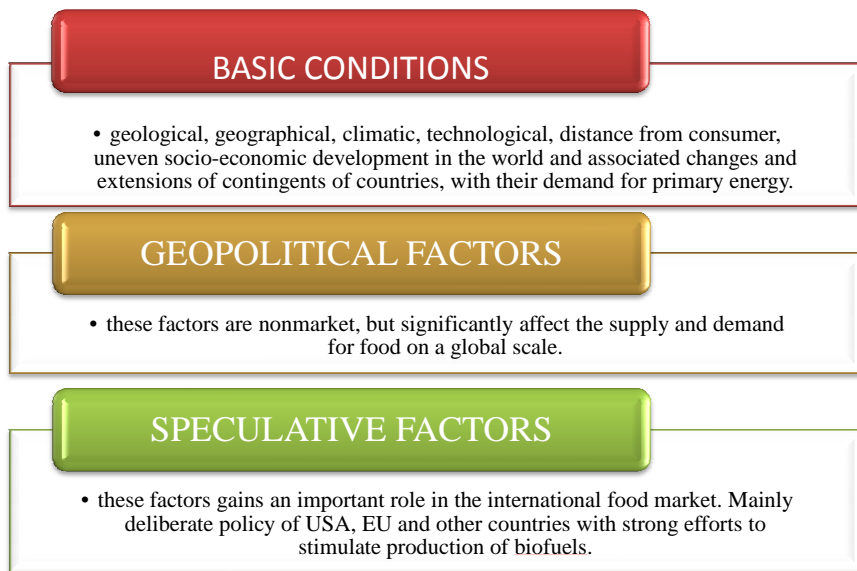 BASIC CONDITIONS
• geological, geographical, climatic, technological, distance from consumer,
uneven socio-economic development in the world and associated changes and
extensions of contingents of countries, with their demand for primary energy.
GEOPOLITICAL FACTORS
• these factors are nonmarket, but significantly affect the supply and demand
for food on a global scale.
SPECULATIVE FACTORS
• these factors gains an important role in the international food market. Mainly
deliberate policy of USA, EU and other countries with strong efforts to
stimulate production of biofuels.